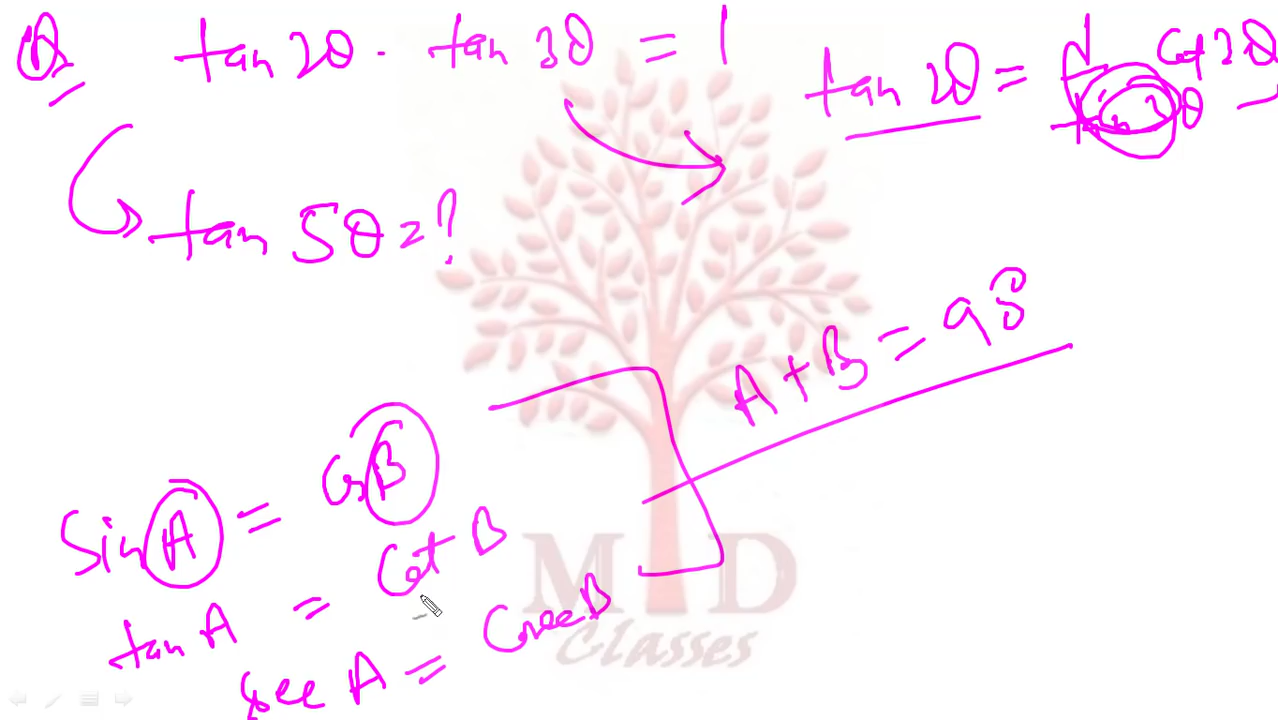 Q, tan 2θ · tan 3θ = 1
tan 2θ = 1 / tan 3θ
Cot 3θ
tan 5θ = ?
A + B = 90°
Sin A = Cos B
tan A = Cot B
Sec A = Cosec B
M D
Classes